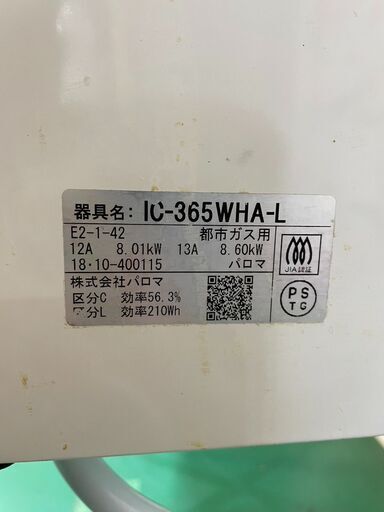 器具名: IC-365WHA-L
E2-1-42 都市ガス用
12A 8.01kW 13A 8.60kW
18・10-400115 パロマ
株式会社パロマ
区分C 効率56.3%
区分L 効率210Wh
JIA認証
PS
TG